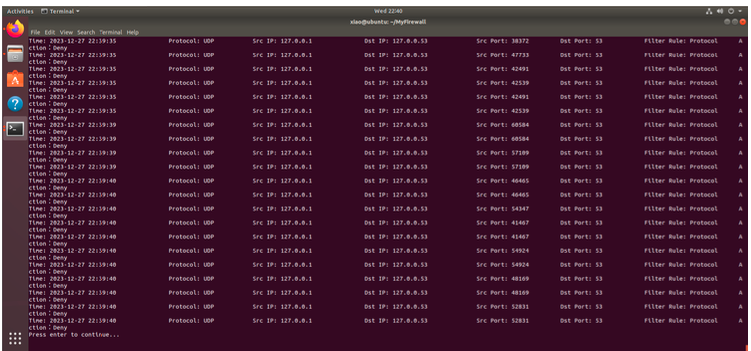 Activities Terminal Wed 22:40
xiao@ubuntu: ~/MyFirewall
File Edit View Search Terminal Help
Time: 2023-12-27 22:39:35 Protocol: UDP Src IP: 127.0.0.1 Dst IP: 127.0.0.53 Src Port: 38372 Dst Port: 53 Filter Rule: Protocol A
ction：Deny
Time: 2023-12-27 22:39:35 Protocol: UDP Src IP: 127.0.0.1 Dst IP: 127.0.0.53 Src Port: 47733 Dst Port: 53 Filter Rule: Protocol A
ction：Deny
Time: 2023-12-27 22:39:35 Protocol: UDP Src IP: 127.0.0.1 Dst IP: 127.0.0.53 Src Port: 42491 Dst Port: 53 Filter Rule: Protocol A
ction：Deny
Time: 2023-12-27 22:39:35 Protocol: UDP Src IP: 127.0.0.1 Dst IP: 127.0.0.53 Src Port: 42539 Dst Port: 53 Filter Rule: Protocol A
ction：Deny
Time: 2023-12-27 22:39:35 Protocol: UDP Src IP: 127.0.0.1 Dst IP: 127.0.0.53 Src Port: 42491 Dst Port: 53 Filter Rule: Protocol A
ction：Deny
Time: 2023-12-27 22:39:35 Protocol: UDP Src IP: 127.0.0.1 Dst IP: 127.0.0.53 Src Port: 42539 Dst Port: 53 Filter Rule: Protocol A
ction：Deny
Time: 2023-12-27 22:39:39 Protocol: UDP Src IP: 127.0.0.1 Dst IP: 127.0.0.53 Src Port: 60584 Dst Port: 53 Filter Rule: Protocol A
ction：Deny
Time: 2023-12-27 22:39:39 Protocol: UDP Src IP: 127.0.0.1 Dst IP: 127.0.0.53 Src Port: 60584 Dst Port: 53 Filter Rule: Protocol A
ction：Deny
Time: 2023-12-27 22:39:39 Protocol: UDP Src IP: 127.0.0.1 Dst IP: 127.0.0.53 Src Port: 57109 Dst Port: 53 Filter Rule: Protocol A
ction：Deny
Time: 2023-12-27 22:39:39 Protocol: UDP Src IP: 127.0.0.1 Dst IP: 127.0.0.53 Src Port: 57109 Dst Port: 53 Filter Rule: Protocol A
ction：Deny
Time: 2023-12-27 22:39:40 Protocol: UDP Src IP: 127.0.0.1 Dst IP: 127.0.0.53 Src Port: 46465 Dst Port: 53 Filter Rule: Protocol A
ction：Deny
Time: 2023-12-27 22:39:40 Protocol: UDP Src IP: 127.0.0.1 Dst IP: 127.0.0.53 Src Port: 46465 Dst Port: 53 Filter Rule: Protocol A
ction：Deny
Time: 2023-12-27 22:39:40 Protocol: UDP Src IP: 127.0.0.1 Dst IP: 127.0.0.53 Src Port: 54347 Dst Port: 53 Filter Rule: Protocol A
ction：Deny
Time: 2023-12-27 22:39:40 Protocol: UDP Src IP: 127.0.0.1 Dst IP: 127.0.0.53 Src Port: 41467 Dst Port: 53 Filter Rule: Protocol A
ction：Deny
Time: 2023-12-27 22:39:40 Protocol: UDP Src IP: 127.0.0.1 Dst IP: 127.0.0.53 Src Port: 41467 Dst Port: 53 Filter Rule: Protocol A
ction：Deny
Time: 2023-12-27 22:39:40 Protocol: UDP Src IP: 127.0.0.1 Dst IP: 127.0.0.53 Src Port: 54924 Dst Port: 53 Filter Rule: Protocol A
ction：Deny
Time: 2023-12-27 22:39:40 Protocol: UDP Src IP: 127.0.0.1 Dst IP: 127.0.0.53 Src Port: 54924 Dst Port: 53 Filter Rule: Protocol A
ction：Deny
Time: 2023-12-27 22:39:40 Protocol: UDP Src IP: 127.0.0.1 Dst IP: 127.0.0.53 Src Port: 48169 Dst Port: 53 Filter Rule: Protocol A
ction：Deny
Time: 2023-12-27 22:39:40 Protocol: UDP Src IP: 127.0.0.1 Dst IP: 127.0.0.53 Src Port: 48169 Dst Port: 53 Filter Rule: Protocol A
ction：Deny
Time: 2023-12-27 22:39:40 Protocol: UDP Src IP: 127.0.0.1 Dst IP: 127.0.0.53 Src Port: 52831 Dst Port: 53 Filter Rule: Protocol A
ction：Deny
Time: 2023-12-27 22:39:40 Protocol: UDP Src IP: 127.0.0.1 Dst IP: 127.0.0.53 Src Port: 52831 Dst Port: 53 Filter Rule: Protocol A
ction：Deny
Press enter to continue...